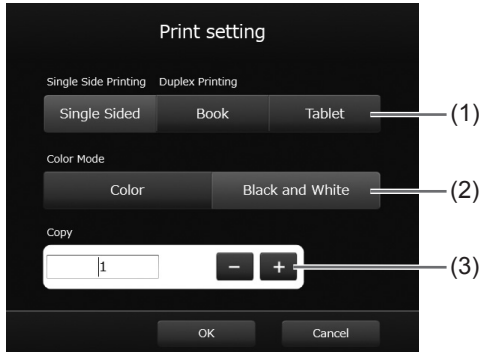 Print setting
Single Side Printing Duplex Printing
Single Sided Book Tablet (1)
Color Mode
Color Black and White (2)
Copy
1 − + (3)
OK Cancel